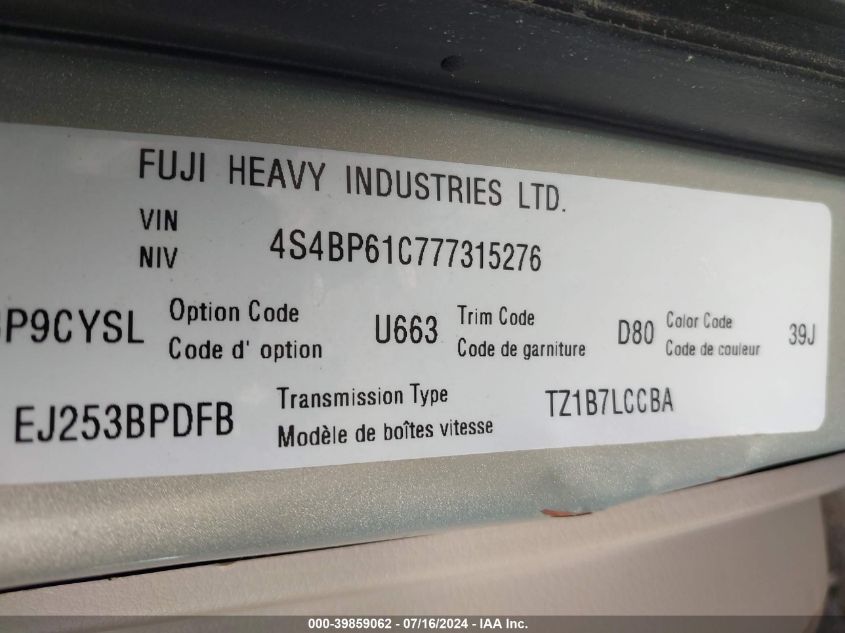 FUJI HEAVY INDUSTRIES LTD.
VIN
NIV
4S4BP61C777315276
P9CYSL
Option Code
Code d' option
U663
Trim Code
Code de garniture
D80
Color Code
Code de couleur
39J
EJ253BPDFB
Transmission Type
Modèle de boîtes vitesse
TZ1B7LCCBA
000-39859062 - 07/16/2024 - IAA Inc.